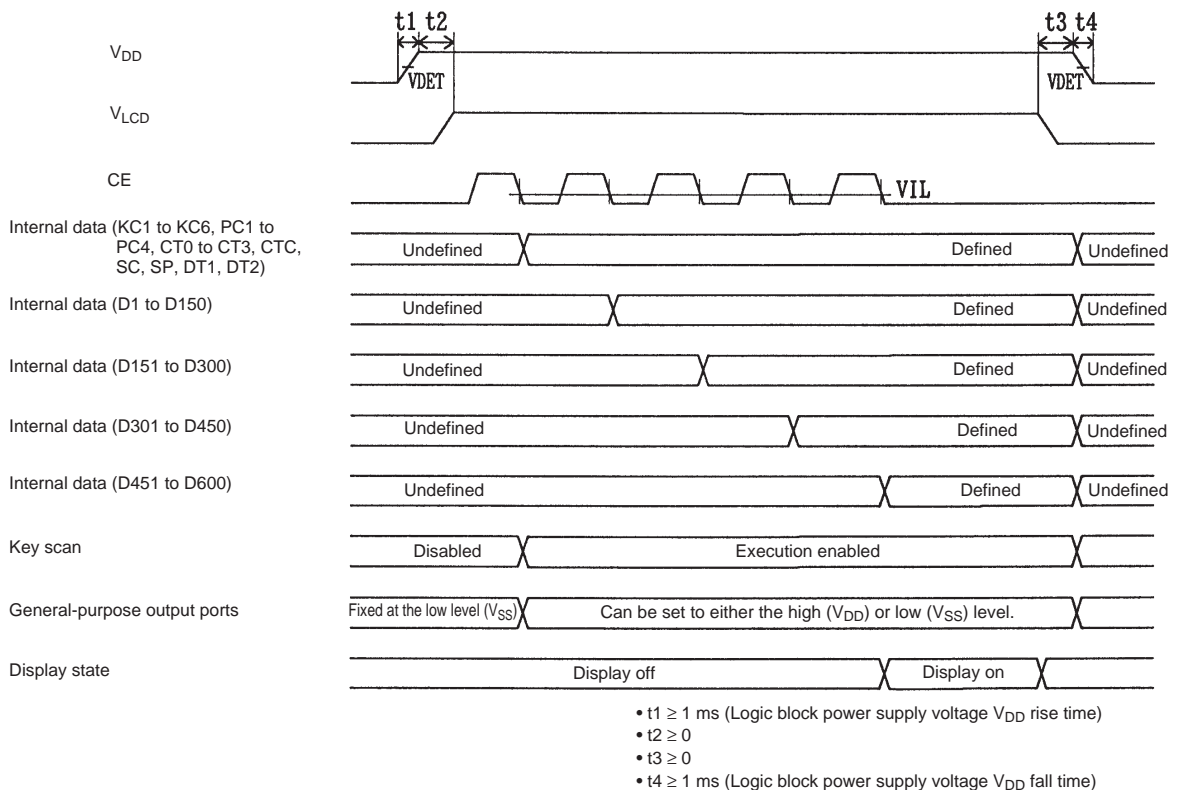 t1 t2 t3 t4
VDD
VDET VDET
VLCD
CE
VIL
Internal data (KC1 to KC6, PC1 to
PC4, CT0 to CT3, CTC,
SC, SP, DT1, DT2)
Undefined Defined Undefined
Internal data (D1 to D150)
Undefined Defined Undefined
Internal data (D151 to D300)
Undefined Defined Undefined
Internal data (D301 to D450)
Undefined Defined Undefined
Internal data (D451 to D600)
Undefined Defined Undefined
Key scan
Disabled Execution enabled
General-purpose output ports
Fixed at the low level (VSS) Can be set to either the high (VDD) or low (VSS) level.
Display state
Display off Display on
• t1 ≥ 1 ms (Logic block power supply voltage VDD rise time)
• t2 ≥ 0
• t3 ≥ 0
• t4 ≥ 1 ms (Logic block power supply voltage VDD fall time)